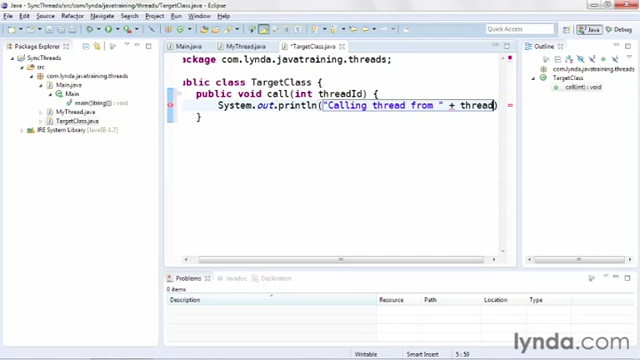 Java - SyncThreads/src/com/lynda/javatraining/threads/TargetClass.java - Eclipse
File Edit Source Refactor Navigate Search Project Run Window Help
Quick Access
Java
Debug
Package Explorer
SyncThreads
src
com.lynda.javatraining.threads
Main.java
Main
main(String[])
MyThread.java
TargetClass.java
JRE System Library [JavaSE-1.7]
Main.java MyThread.java *TargetClass.java
ackage com.lynda.javatraining.threads;
ublic class TargetClass {
public void call(int threadId) {
System.out.println("Calling thread from " + thread)
}
Outline
com.lynda.javatraining.threads
TargetClass
call(int) : void
Problems Javadoc Declaration
0 items
Description Resource Path Location Type
Writable Smart Insert 5 : 59
lynda.com